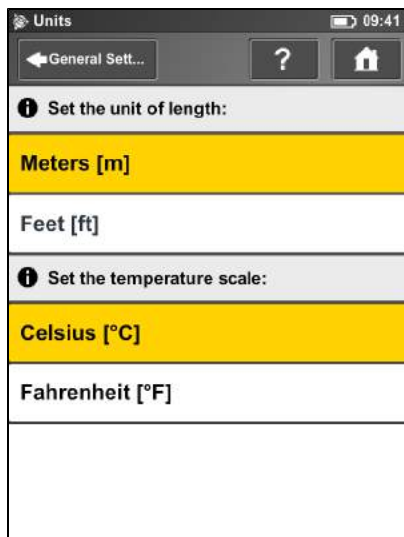 Units
09:41
General Sett...
?
Set the unit of length:
Meters [m]
Feet [ft]
Set the temperature scale:
Celsius [°C]
Fahrenheit [°F]